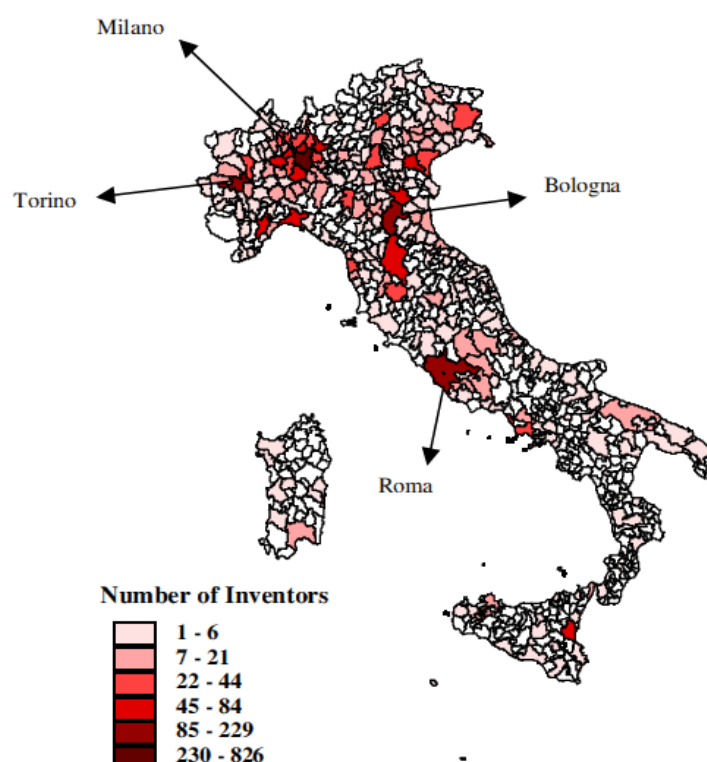 Milano
Torino
Bologna
Roma
Number of Inventors
1 - 6
7 - 21
22 - 44
45 - 84
85 - 229
230 - 826